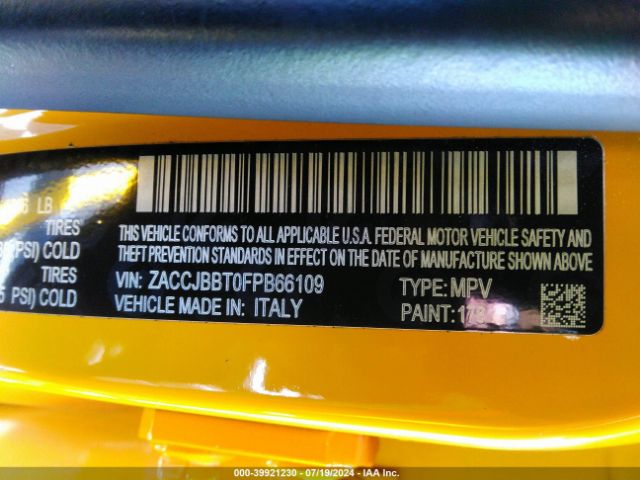 LB
TIRES
PSI) COLD
TIRES
PSI) COLD
THIS VEHICLE CONFORMS TO ALL APPLICABLE U.S.A. FEDERAL MOTOR VEHICLE SAFETY AND
THEFT PREVENTION STANDARDS IN EFFECT ON THE DATE OF MANUFACTURE SHOWN ABOVE
VIN: ZACCJBBT0FPB66109 TYPE: MPV
VEHICLE MADE IN: ITALY PAINT:
000-39921230 - 07/19/2024 - IAA Inc.